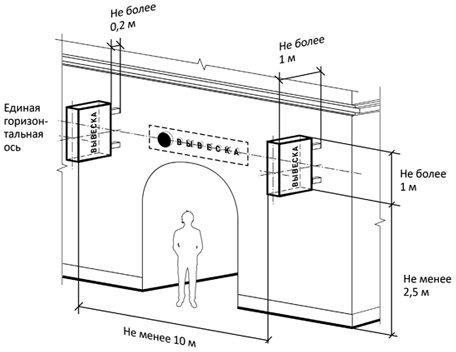 Не более
0,2 м
Не более
1 м
Единая
горизон-
тальная
ось
ВЫВЕСКА
ВЫВЕСКА
ВЫВЕСКА
Не более
1 м
Не менее
2,5 м
Не менее 10 м